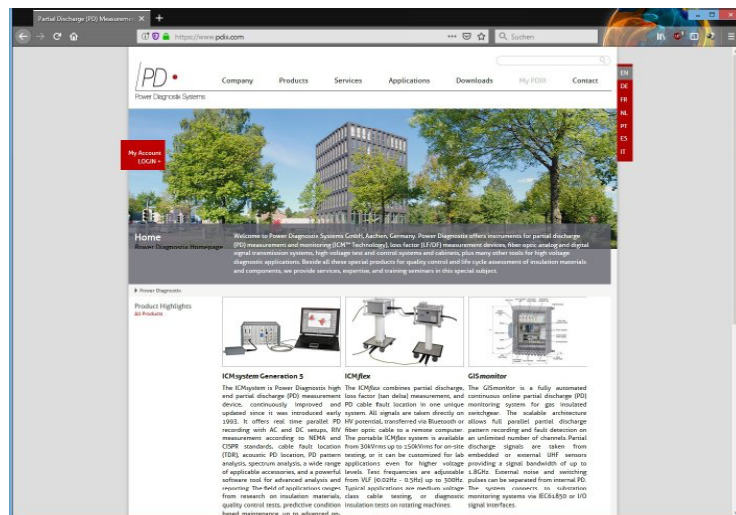 Partial Discharge (PD) Measuremen
https://www.pdix.com
Suchen
PD
Power Diagnostix Systems
Company Products Services Applications Downloads My PDIX Contact
EN
DE
FR
NL
PT
ES
IT
My Account
LOGIN
Home
Power Diagnostix Homepage
Welcome to Power Diagnostix Systems GmbH, Aachen, Germany. Power Diagnostix offers instruments for partial discharge
(PD) measurement and monitoring (ICM™ Technology), loss factor (LF/DF) measurement devices, fiber optic analog and digital
signal transmission systems, high voltage test and control systems and cabinets, plus many other tools for high voltage
diagnostic applications. Beside all these special products for quality control and life cycle assessment of insulation materials
and components, we provide services, expertise, and training seminars in this special subject.
Power Diagnostix
Product Highlights
All Products
ICMsystem Generation 5
The ICMsystem is Power Diagnostix high
end partial discharge (PD) measurement
device, continuously improved and
updated since it was introduced early
1993. It offers real time parallel PD
recording with AC and DC setups, RIV
measurement according to NEMA and
CISPR standards, cable fault location
(TDR), acoustic PD location, PD pattern
analysis, spectrum analysis, a wide range
of applicable accessories, and a powerful
software tool for advanced analysis and
reporting. The field of applications ranges
from research on insulation materials,
quality control tests, predictive condition
based maintenance, up to advanced on-
ICMflex
The ICMflex combines partial discharge,
loss factor (tan delta) measurement, and
PD cable fault location in one unique
system. All signals are taken directly on
HV potential, transferred via Bluetooth or
fiber optic cable to a remote computer.
The portable ICMflex system is available
from 30kVrms up to 150kVrms for on-site
testing, or it can be customized for lab
applications even for higher voltage
levels. Test frequencies are adjustable
from VLF (0.02Hz - 0.5Hz) up to 300Hz.
Typical applications are medium voltage
class cable testing, or diagnostic
insulation tests on rotating machines.
GISmonitor
The GISmonitor is a fully automated
continuous online partial discharge (PD)
monitoring system for gas insulated
switchgear. The scalable architecture
allows full parallel partial discharge
pattern recording and fault detection on
an unlimited number of channels. Partial
discharge signals are taken from
embedded or external UHF sensors
providing a signal bandwidth of up to
1.8GHz. External noise and switching
pulses can be separated from internal PD.
The system connects to substation
monitoring systems via IEC61850 or I/O
signal interfaces.